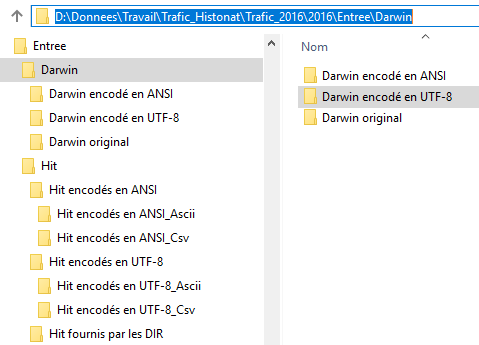 D:\Donnees\Travail\Trafic_Histonat\Trafic_2016\2016\Entree\Darwin
Entree
Darwin
Darwin encodé en ANSI
Darwin encodé en UTF-8
Darwin original
Hit
Hit encodés en ANSI
Hit encodés en ANSI_Ascii
Hit encodés en ANSI_Csv
Hit encodés en UTF-8
Hit encodés en UTF-8_Ascii
Hit encodés en UTF-8_Csv
Hit fournis par les DIR
Nom
Darwin encodé en ANSI
Darwin encodé en UTF-8
Darwin original